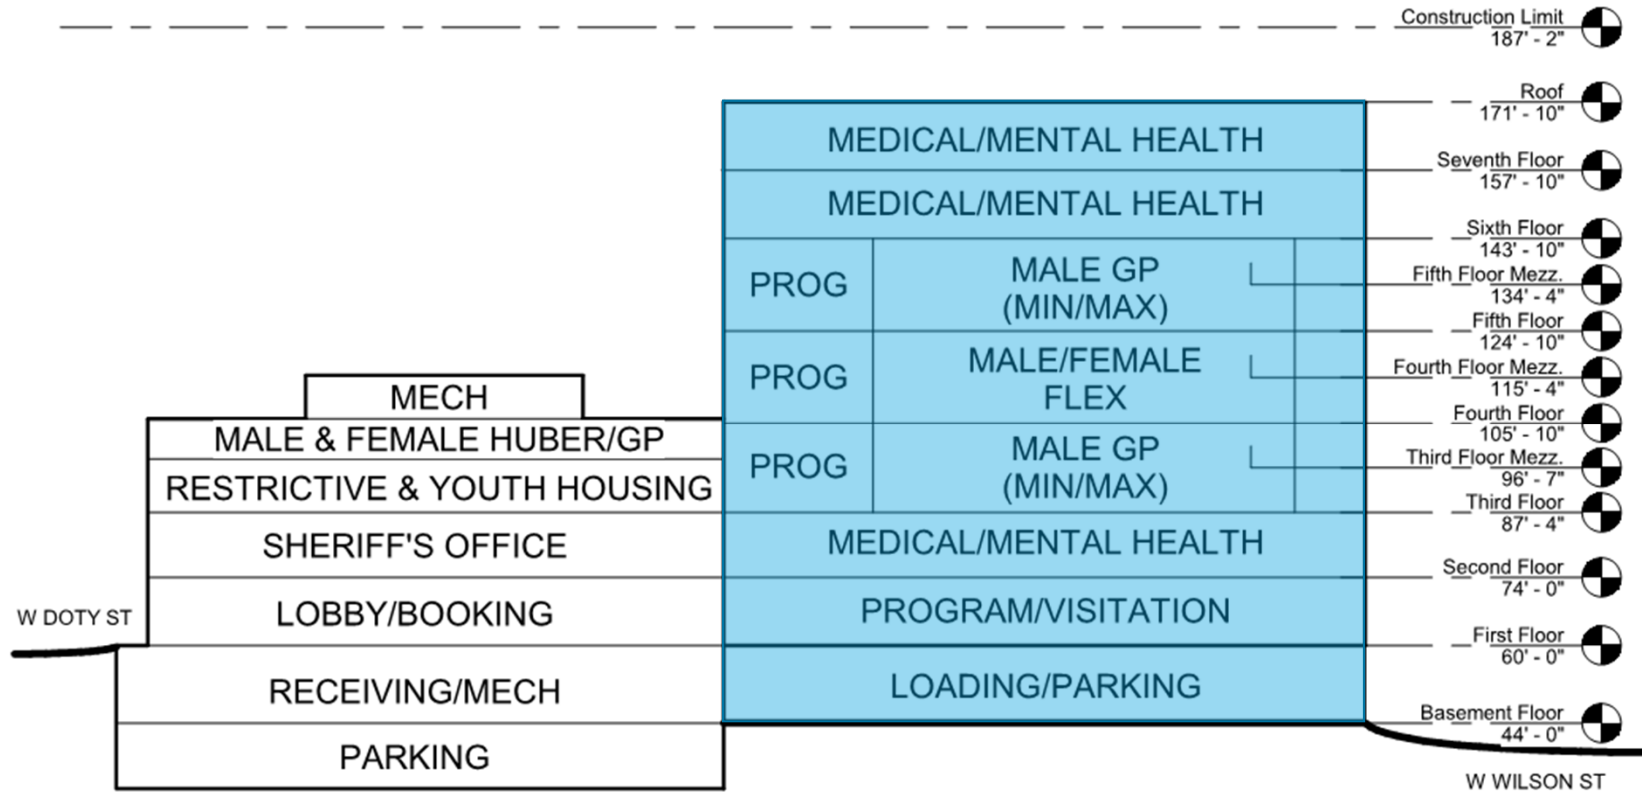 Construction Limit
187' - 2"
Roof
171' - 10"
MEDICAL/MENTAL HEALTH
Seventh Floor
157' - 10"
MEDICAL/MENTAL HEALTH
Sixth Floor
143' - 10"
PROG
MALE GP
(MIN/MAX)
Fifth Floor Mezz.
134' - 4"
Fifth Floor
124' - 10"
PROG
MALE/FEMALE
FLEX
Fourth Floor Mezz.
115' - 4"
MECH
Fourth Floor
105' - 10"
MALE & FEMALE HUBER/GP
PROG
MALE GP
(MIN/MAX)
Third Floor Mezz.
96' - 7"
RESTRICTIVE & YOUTH HOUSING
Third Floor
87' - 4"
SHERIFF'S OFFICE
MEDICAL/MENTAL HEALTH
Second Floor
74' - 0"
W DOTY ST
LOBBY/BOOKING
PROGRAM/VISITATION
First Floor
60' - 0"
RECEIVING/MECH
LOADING/PARKING
Basement Floor
44' - 0"
PARKING
W WILSON ST